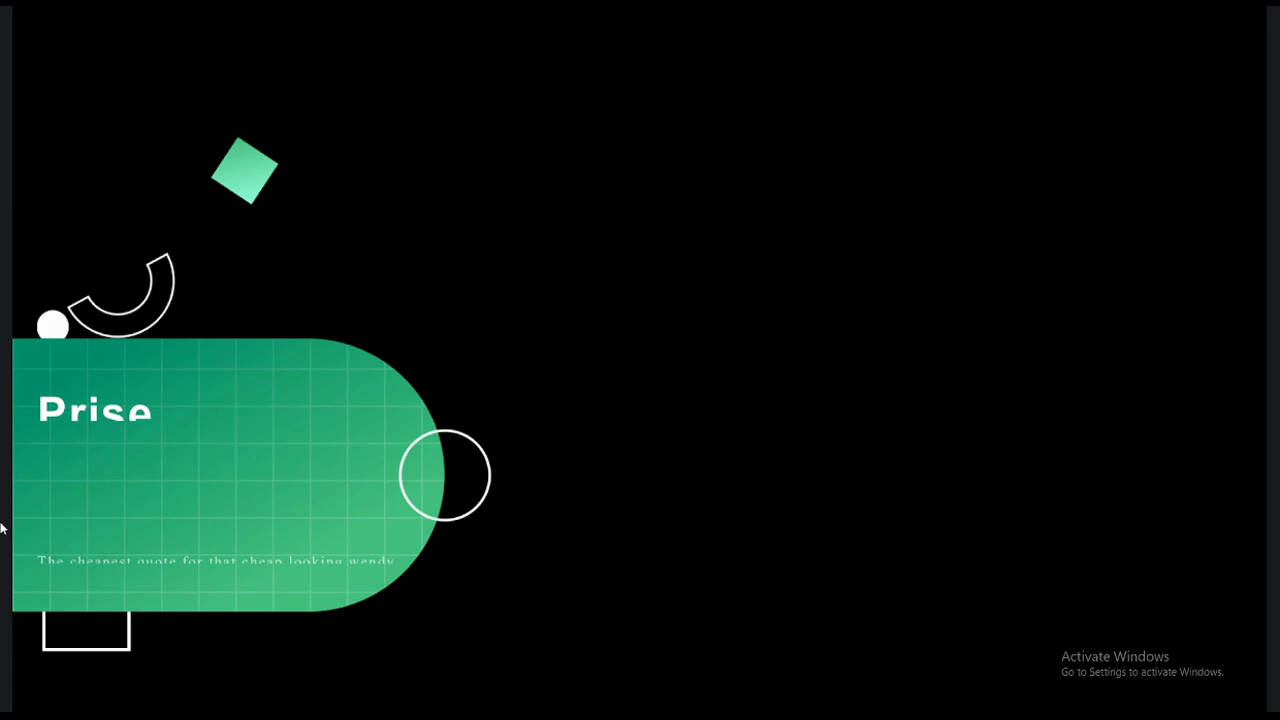 Prise
The cheapest quote for that cheap looking wendy
Activate Windows
Go to Settings to activate Windows.